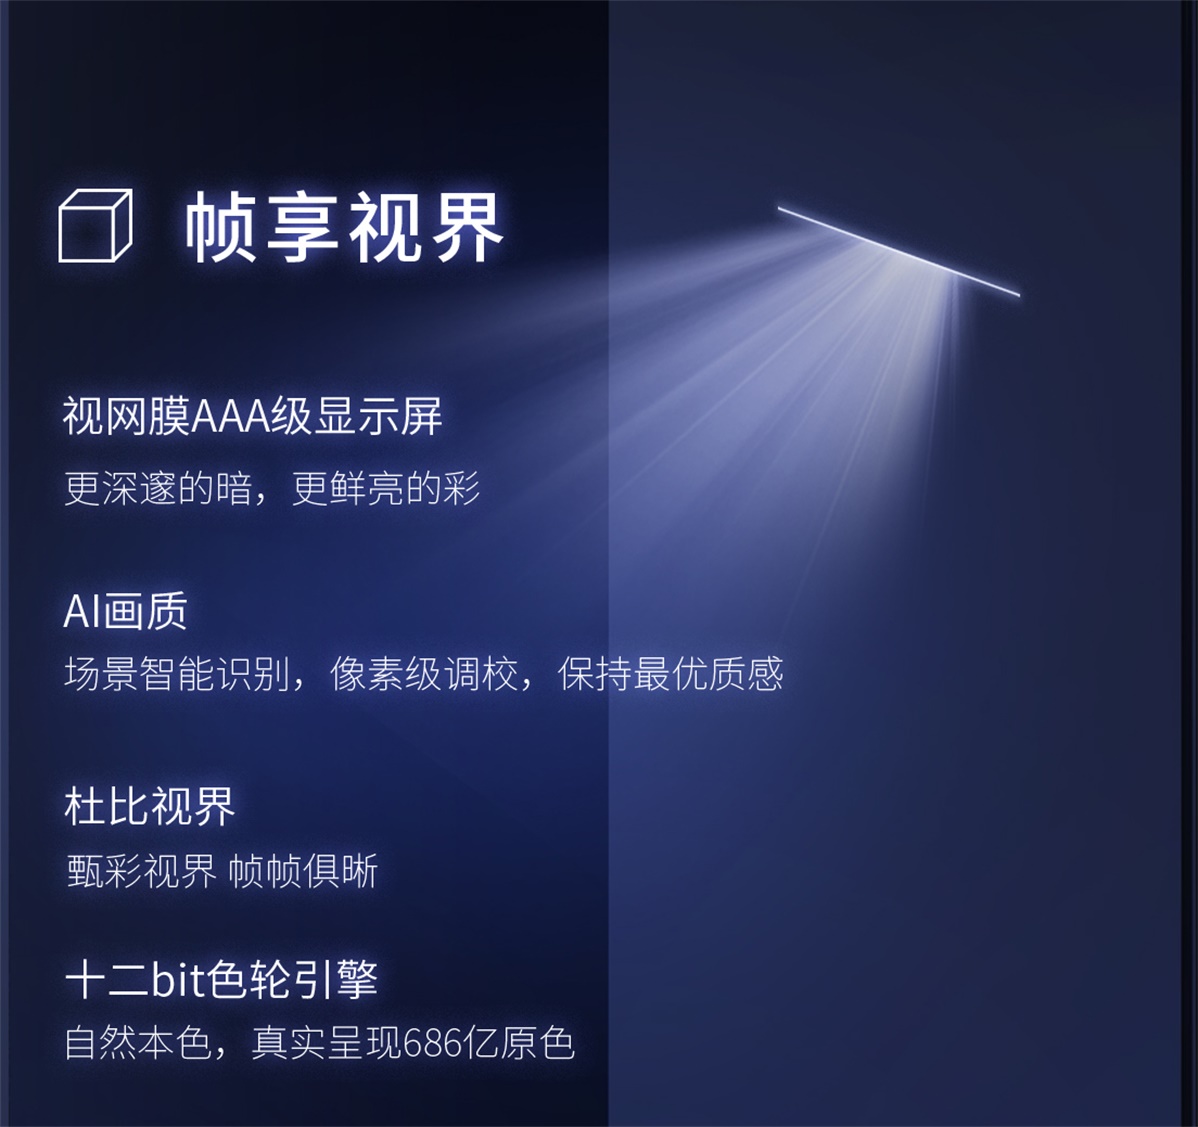 帧享视界
视网膜AAA级显示屏
更深邃的暗，更鲜亮的彩
AI画质
场景智能识别，像素级调校，保持最优质感
杜比视界
甄彩视界 帧帧俱晰
十二bit色轮引擎
自然本色，真实呈现686亿原色